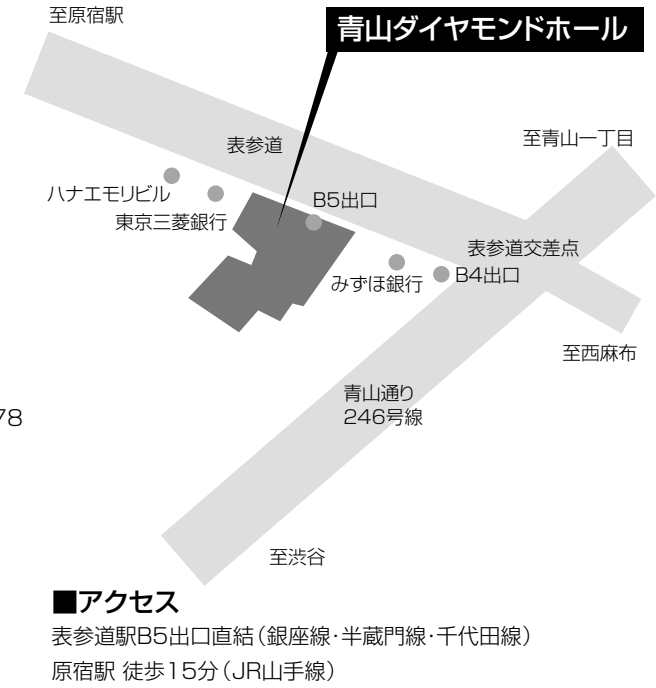 至原宿駅
青山ダイヤモンドホール
表参道
至青山一丁目
ハナエモリビル
B5出口
東京三菱銀行
表参道交差点
みずほ銀行
B4出口
至西麻布
青山通り
246号線
78
至渋谷
■アクセス
表参道駅B5出口直結(銀座線・半蔵門線・千代田線)
原宿駅 徒歩15分(JR山手線)